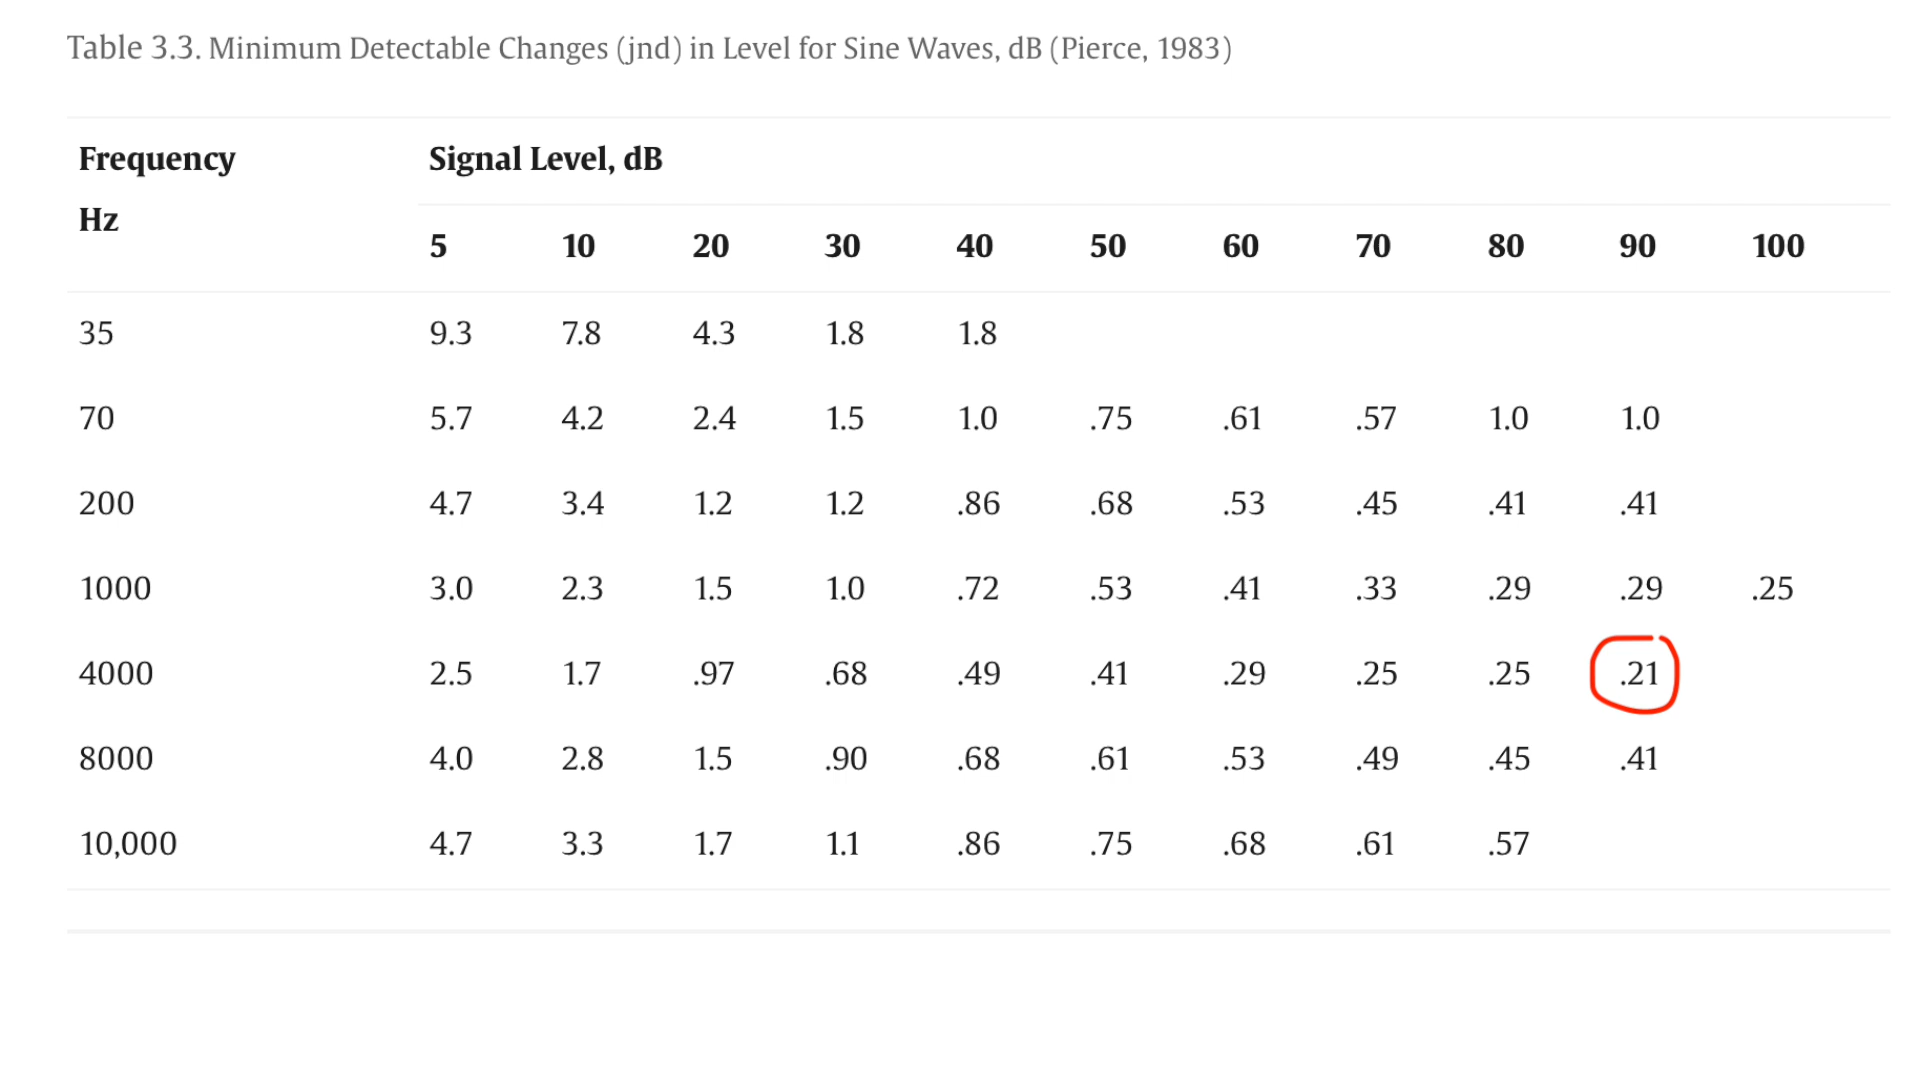 Table 3.3. Minimum Detectable Changes (jnd) in Level for Sine Waves, dB (Pierce, 1983)
Frequency Signal Level, dB
Hz
5 10 20 30 40 50 60 70 80 90 100
35 9.3 7.8 4.3 1.8 1.8
70 5.7 4.2 2.4 1.5 1.0 .75 .61 .57 1.0 1.0
200 4.7 3.4 1.2 1.2 .86 .68 .53 .45 .41 .41
1000 3.0 2.3 1.5 1.0 .72 .53 .41 .33 .29 .29 .25
4000 2.5 1.7 .97 .68 .49 .41 .29 .25 .25 .21
8000 4.0 2.8 1.5 .90 .68 .61 .53 .49 .45 .41
10,000 4.7 3.3 1.7 1.1 .86 .75 .68 .61 .57